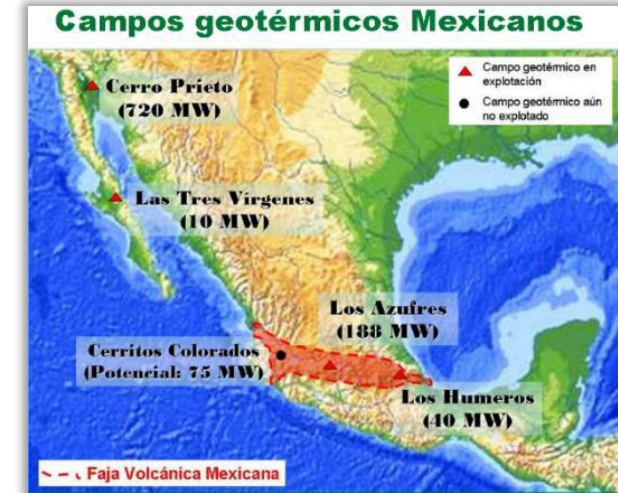 Campos geotérmicos Mexicanos
Campo geotérmico en
explotación
Campo geotérmico aún
no explotado
Cerro Prieto
(720 MW)
Las Tres Vírgenes
(10 MW)
Los Azufres
(188 MW)
Cerritos Colorados
(Potencial: 75 MW)
Los Humeros
(40 MW)
Faja Volcánica Mexicana